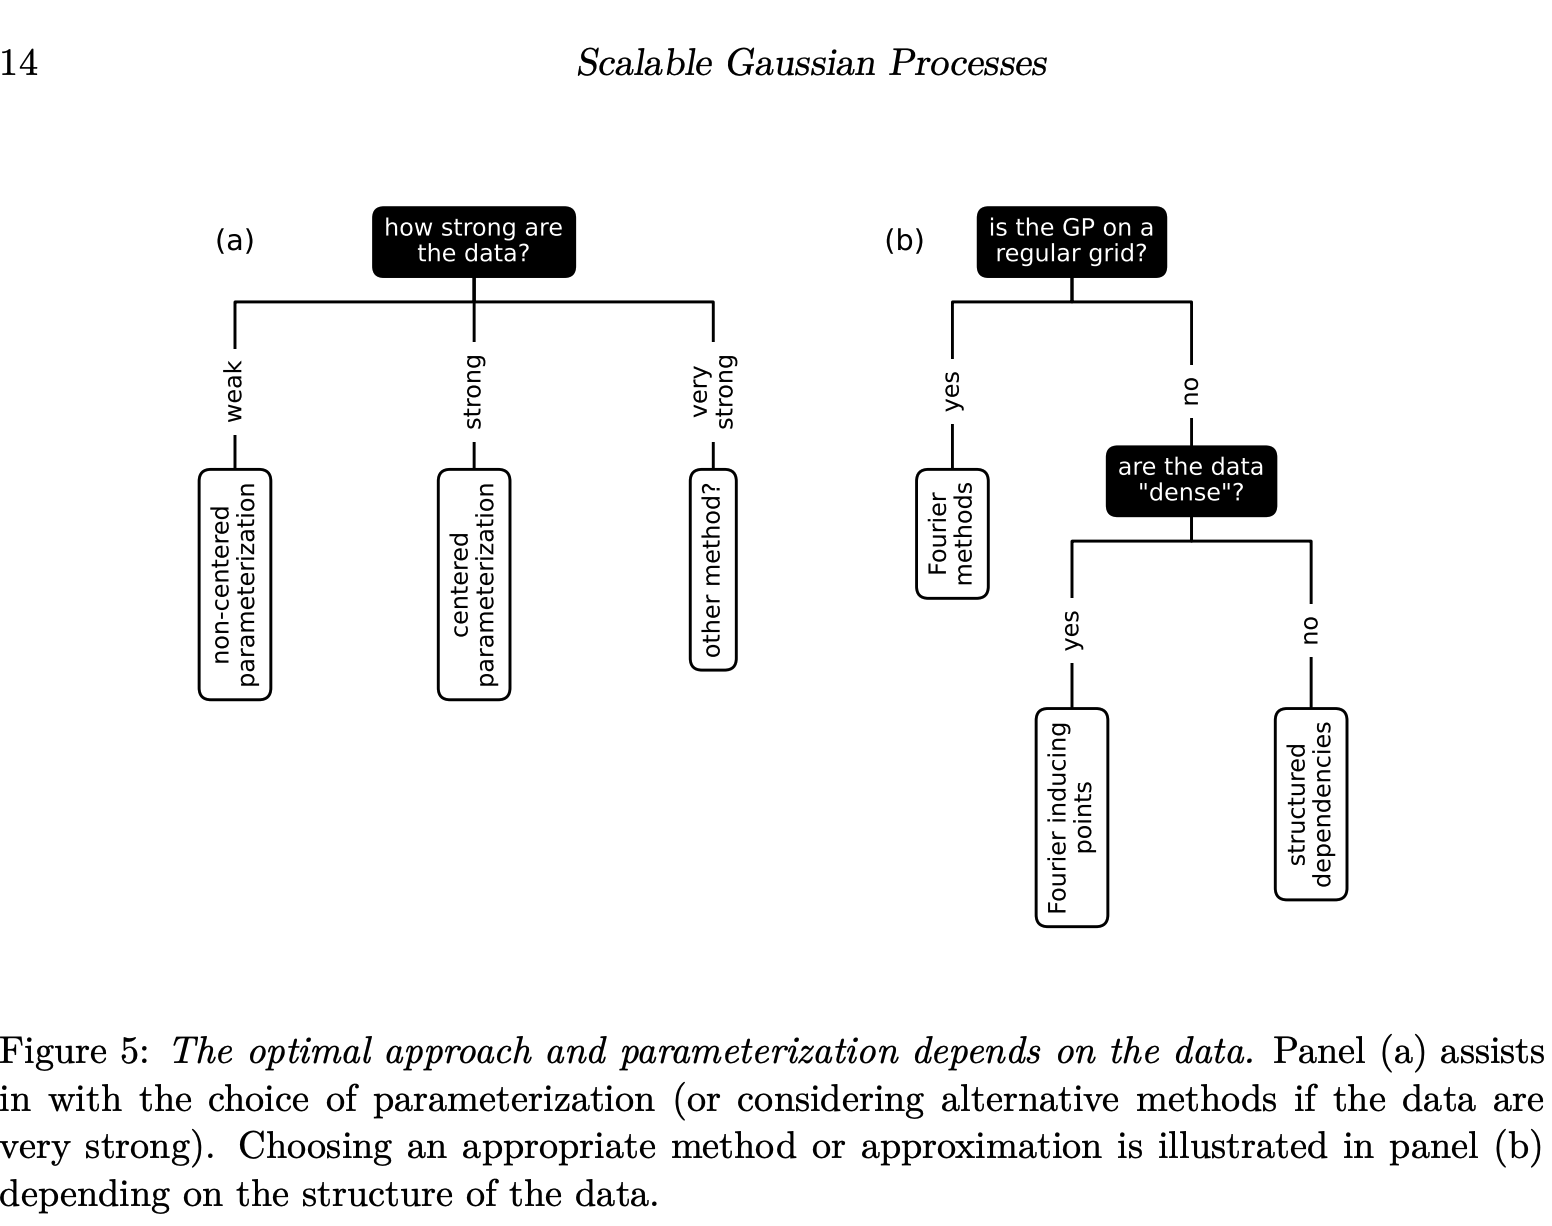 14
Scalable Gaussian Processes
(a)
how strong are
the data?
weak
strong
very
strong
non-centered
parameterization
centered
parameterization
other method?
(b)
is the GP on a
regular grid?
yes
no
Fourier
methods
are the data
"dense"?
yes
no
Fourier inducing
points
structured
dependencies
Figure 5: The optimal approach and parameterization depends on the data. Panel (a) assists
in with the choice of parameterization (or considering alternative methods if the data are
very strong). Choosing an appropriate method or approximation is illustrated in panel (b)
depending on the structure of the data.